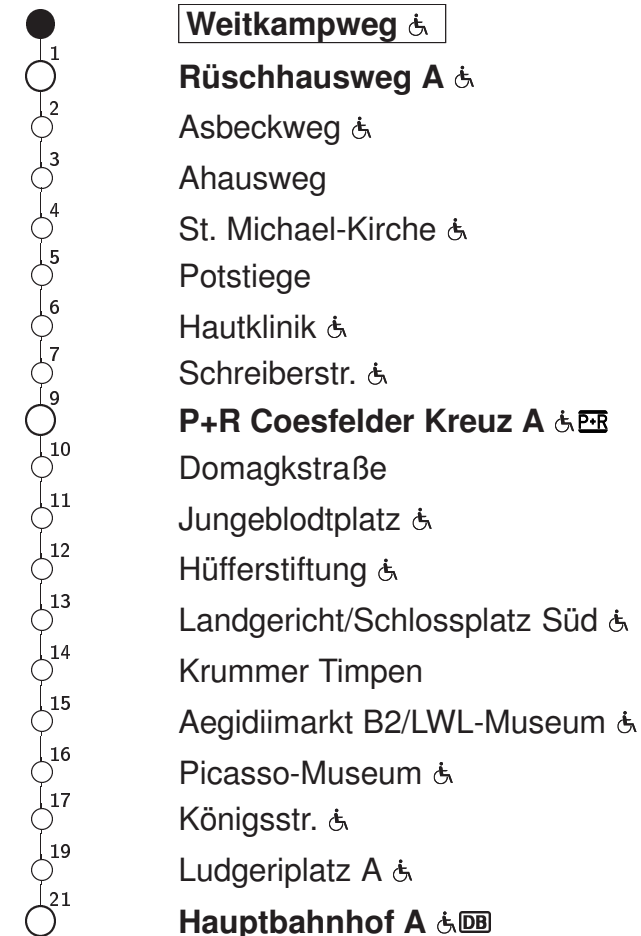 Weitkampweg
1
Rüschhausweg A
2
Asbeckweg
3
Ahausweg
4
St. Michael-Kirche
5
Potstiege
6
Hautklinik
7
Schreiberstr.
9
P+R Coesfelder Kreuz A P+R
10
Domagkstraße
11
Jungeblodtplatz
12
Hüfferstiftung
13
Landgericht/Schlossplatz Süd
14
Krummer Timpen
15
Aegidiimarkt B2/LWL-Museum
16
Picasso-Museum
17
Königsstr.
19
Ludgeriplatz A
21
Hauptbahnhof A DB